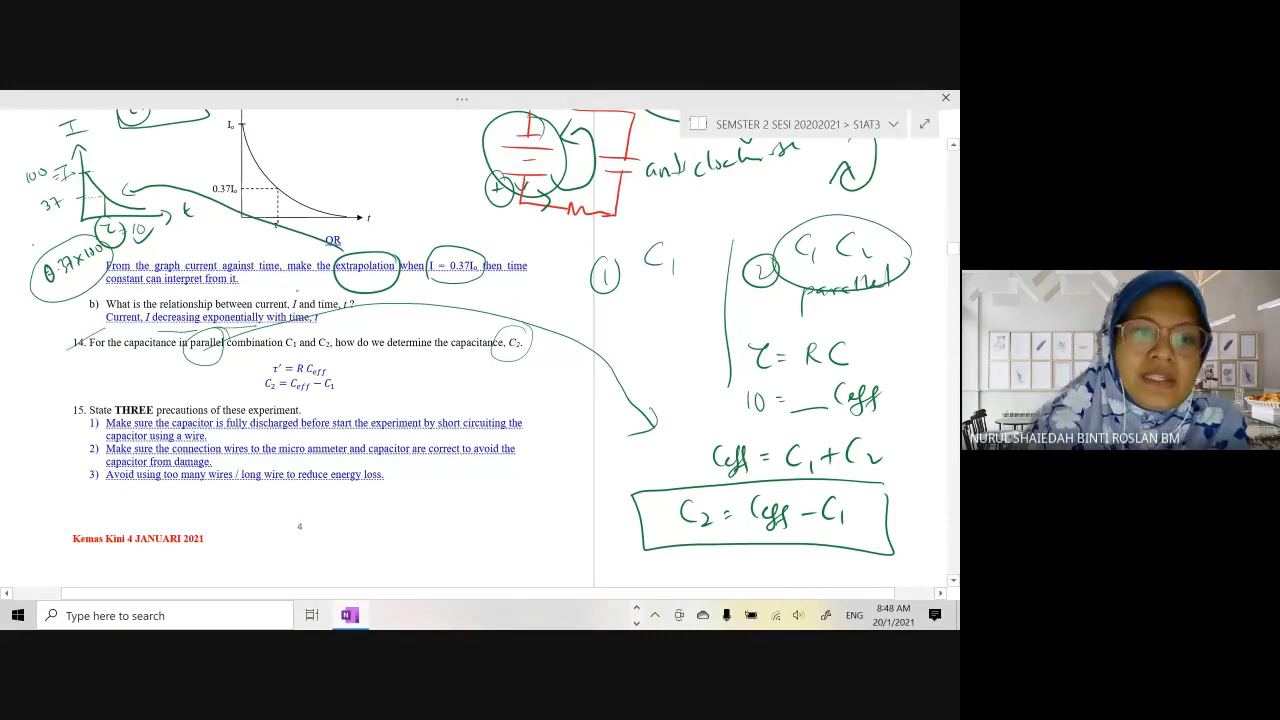 SEMSTER 2 SESI 20202021 > S1AT3
I₀
0.37I₀
t
t
I
100 = I₀
37
t
τ = 10
0.37 × 100
+
anti clockwise
OR
From the graph current against time, make the extrapolation when I = 0.37I₀ then time
constant can interpret from it.
b) What is the relationship between current, I and time, t ?
Current, I decreasing exponentially with time, t
14. For the capacitance in parallel combination C₁ and C₂, how do we determine the capacitance, C₂.
τ' = R C_eff
C₂ = C_eff − C₁
15. State THREE precautions of these experiment.
1) Make sure the capacitor is fully discharged before start the experiment by short circuiting the
capacitor using a wire.
2) Make sure the connection wires to the micro ammeter and capacitor are correct to avoid the
capacitor from damage.
3) Avoid using too many wires / long wire to reduce energy loss.
4
Kemas Kini 4 JANUARI 2021
1 C₁
2 C₁ C₂
parallel
τ = R C
10 = __ Ceff
Ceff = C₁ + C₂
C₂ = Ceff − C₁
NURUL SHAIEDAH BINTI ROSLAN BM
Type here to search
ENG
8:48 AM
20/1/2021